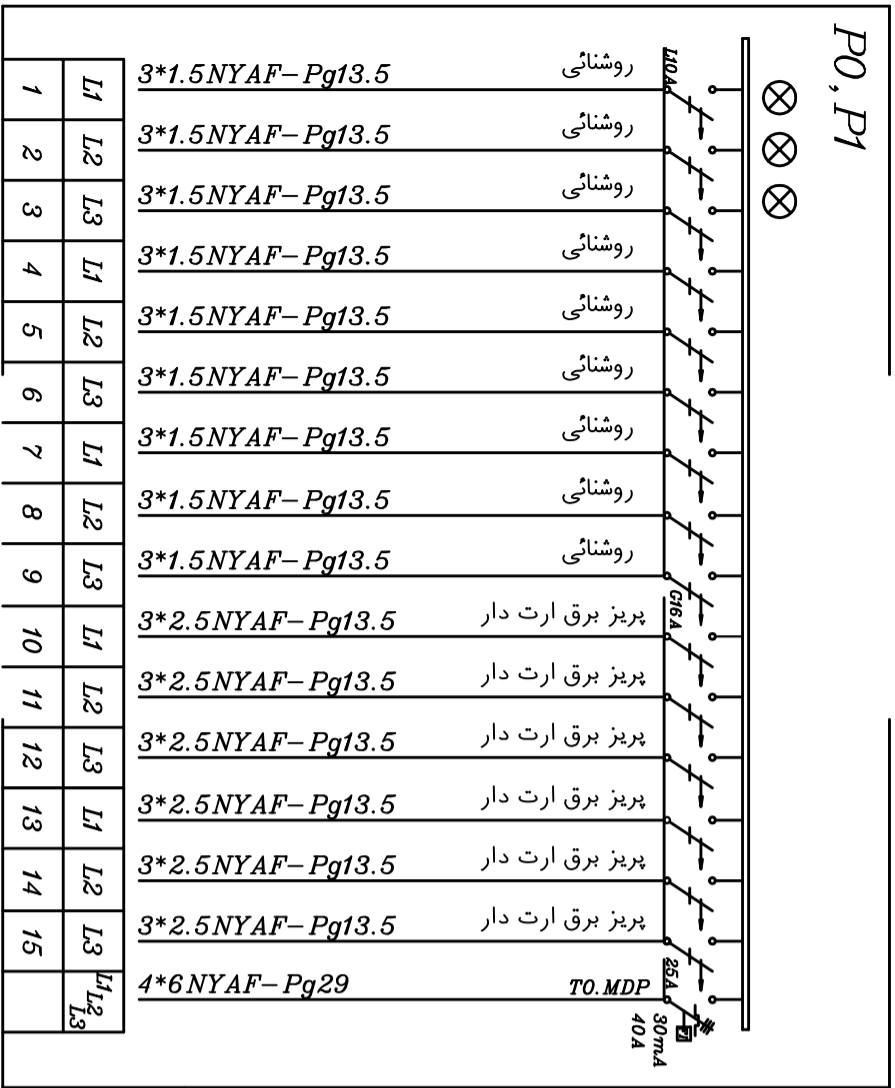 P0, P1
L10A
3*1.5NYAF-Pg13.5 روشنائی
L1 1
3*1.5NYAF-Pg13.5 روشنائی
L2 2
3*1.5NYAF-Pg13.5 روشنائی
L3 3
3*1.5NYAF-Pg13.5 روشنائی
L1 4
3*1.5NYAF-Pg13.5 روشنائی
L2 5
3*1.5NYAF-Pg13.5 روشنائی
L3 6
3*1.5NYAF-Pg13.5 روشنائی
L1 7
3*1.5NYAF-Pg13.5 روشنائی
L2 8
3*1.5NYAF-Pg13.5 روشنائی
L3 9
G16A
3*2.5NYAF-Pg13.5 پریز برق ارت دار
L1 10
3*2.5NYAF-Pg13.5 پریز برق ارت دار
L2 11
3*2.5NYAF-Pg13.5 پریز برق ارت دار
L3 12
3*2.5NYAF-Pg13.5 پریز برق ارت دار
L1 13
3*2.5NYAF-Pg13.5 پریز برق ارت دار
L2 14
3*2.5NYAF-Pg13.5 پریز برق ارت دار
L3 15
25A
4*6NYAF-Pg29 TO.MDP
L1L2
L3
30mA
40A